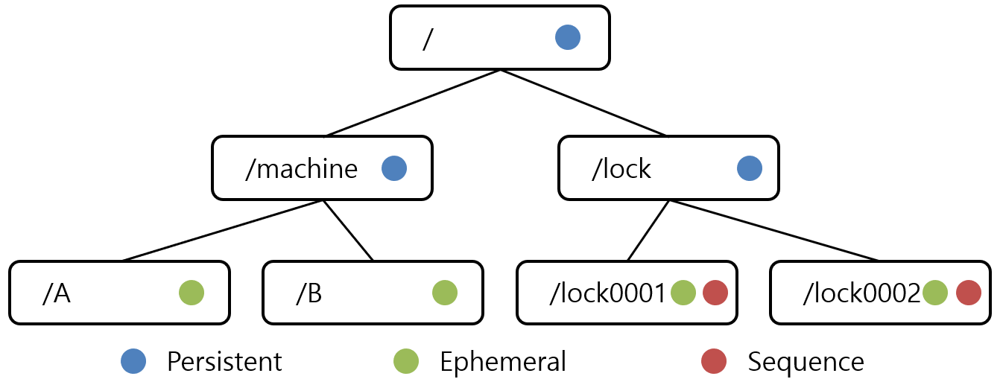 /
/machine
/lock
/A
/B
/lock0001
/lock0002
Persistent
Ephemeral
Sequence